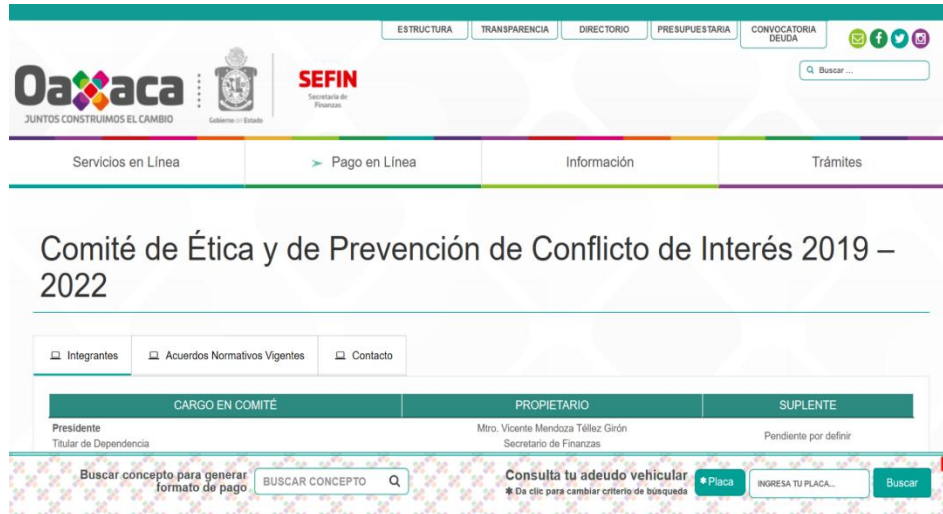 ESTRUCTURA
TRANSPARENCIA
DIRECTORIO
PRESUPUESTARIA
CONVOCATORIA
DEUDA
Buscar ...
Oaxaca
JUNTOS CONSTRUIMOS EL CAMBIO
Gobierno del Estado
SEFIN
Secretaría de
Finanzas
Servicios en Línea
Pago en Línea
Información
Trámites
Comité de Ética y de Prevención de Conflicto de Interés 2019 –
2022
Integrantes
Acuerdos Normativos Vigentes
Contacto
CARGO EN COMITÉ
PROPIETARIO
SUPLENTE
Presidente
Titular de Dependencia
Mtro. Vicente Mendoza Téllez Girón
Secretario de Finanzas
Pendiente por definir
Buscar concepto para generar
formato de pago
BUSCAR CONCEPTO
Consulta tu adeudo vehicular
✱ Da clic para cambiar criterio de búsqueda
✱Placa
INGRESA TU PLACA...
Buscar